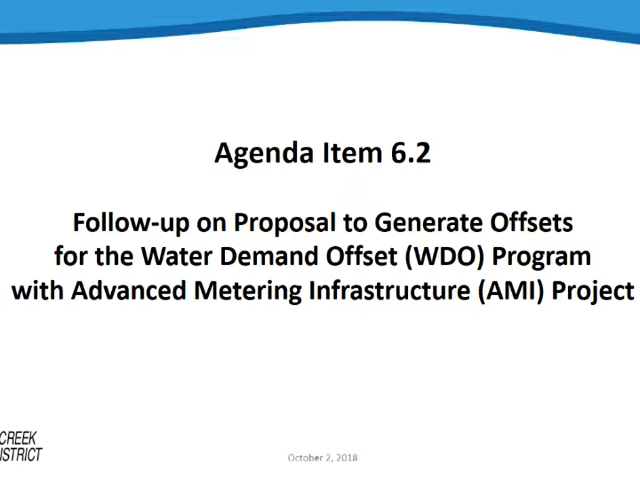 Agenda Item 6.2
Follow-up on Proposal to Generate Offsets
for the Water Demand Offset (WDO) Program
with Advanced Metering Infrastructure (AMI) Project
CREEK
ISTRICT
October 2, 2018